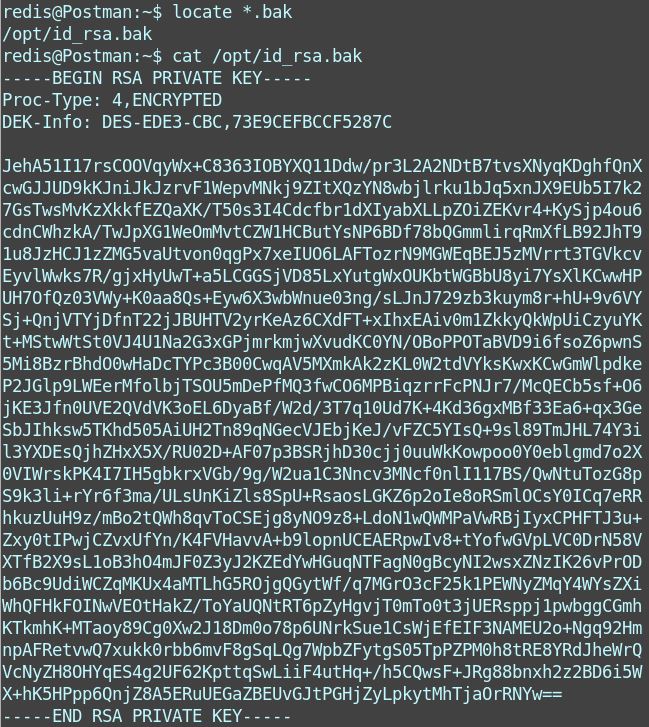 redis@Postman:~$ locate *.bak
/opt/id_rsa.bak
redis@Postman:~$ cat /opt/id_rsa.bak
-----BEGIN RSA PRIVATE KEY-----
Proc-Type: 4,ENCRYPTED
DEK-Info: DES-EDE3-CBC,73E9CEFBCCF5287C

JehA51I17rsCOOVqyWx+C8363IOBYXQ11Ddw/pr3L2A2NDtB7tvsXNyqKDghfQnX
cwGJJUD9kKJniJkJzrvF1WepvMNkj9ZItXQzYN8wbjlrku1bJq5xnJX9EUb5I7k2
7GsTwsMvKzXkkfEZQaXK/T50s3I4Cdcfbr1dXIyabXLLpZOiZEKvr4+KySjp4ou6
cdnCWhzkA/TwJpXG1WeOmMvtCZW1HCButYsNP6BDf78bQGmmlirqRmXfLB92JhT9
1u8JzHCJ1zZMG5vaUtvon0qgPx7xeIUO6LAFTozrN9MGWEqBEJ5zMVrrt3TGVkcv
EyvlWwks7R/gjxHyUwT+a5LCGGSjVD85LxYutgWxOUKbtWGBbU8yi7YsXlKCwwHP
UH7OfQz03VWy+K0aa8Qs+Eyw6X3wbWnue03ng/sLJnJ729zb3kuym8r+hU+9v6VY
Sj+QnjVTYjDfnT22jJBUHTV2yrKeAz6CXdFT+xIhxEAiv0m1ZkkyQkWpUiCzyuYK
t+MStwWtSt0VJ4U1Na2G3xGPjmrkmjwXvudKC0YN/OBoPPOTaBVD9i6fsoZ6pwnS
5Mi8BzrBhdO0wHaDcTYPc3B00CwqAV5MXmkAk2zKL0W2tdVYksKwxKCwGmWlpdke
P2JGlp9LWEerMfolbjTSOU5mDePfMQ3fwCO6MPBiqzrrFcPNJr7/McQECb5sf+O6
jKE3Jfn0UVE2QVdVK3oEL6DyaBf/W2d/3T7q10Ud7K+4Kd36gxMBf33Ea6+qx3Ge
SbJIhksw5TKhd505AiUH2Tn89qNGecVJEbjKeJ/vFZC5YIsQ+9sl89TmJHL74Y3i
l3YXDEsQjhZHxX5X/RU02D+AF07p3BSRjhD30cjj0uuWkKowpoo0Y0eblgmd7o2X
0VIWrskPK4I7IH5gbkrxVGb/9g/W2ua1C3Nncv3MNcf0nlI117BS/QwNtuTozG8p
S9k3li+rYr6f3ma/ULsUnKiZls8SpU+RsaosLGKZ6p2oIe8oRSmlOCsY0ICq7eRR
hkuzUuH9z/mBo2tQWh8qvToCSEjg8yNO9z8+LdoN1wQWMPaVwRBjIyxCPHFTJ3u+
Zxy0tIPwjCZvxUfYn/K4FVHavvA+b9lopnUCEAERpwIv8+tYofwGVpLVC0DrN58V
XTfB2X9sL1oB3hO4mJF0Z3yJ2KZEdYwHGuqNTFagN0gBcyNI2wsxZNzIK26vPrOD
b6Bc9UdiWCZqMKUx4aMTLhG5ROjgQGytWf/q7MGrO3cF25k1PEWNyZMqY4WYsZXi
WhQFHkFOINwVEOtHakZ/ToYaUQNtRT6pZyHgvjT0mTo0t3jUERsppj1pwbggCGmh
KTkmhK+MTaoy89Cg0Xw2J18Dm0o78p6UNrkSue1CsWjEfEIF3NAMEU2o+Ngq92Hm
npAFRetvwQ7xukk0rbb6mvF8gSqLQg7WpbZFytgS05TpPZPM0h8tRE8YRdJheWrQ
VcNyZH8OHYqES4g2UF62KpttqSwLiiF4utHq+/h5CQwsF+JRg88bnxh2z2BD6i5W
X+hK5HPpp6QnjZ8A5ERuUEGaZBEUvGJtPGHjZyLpkytMhTjaOrRNYw==
-----END RSA PRIVATE KEY-----